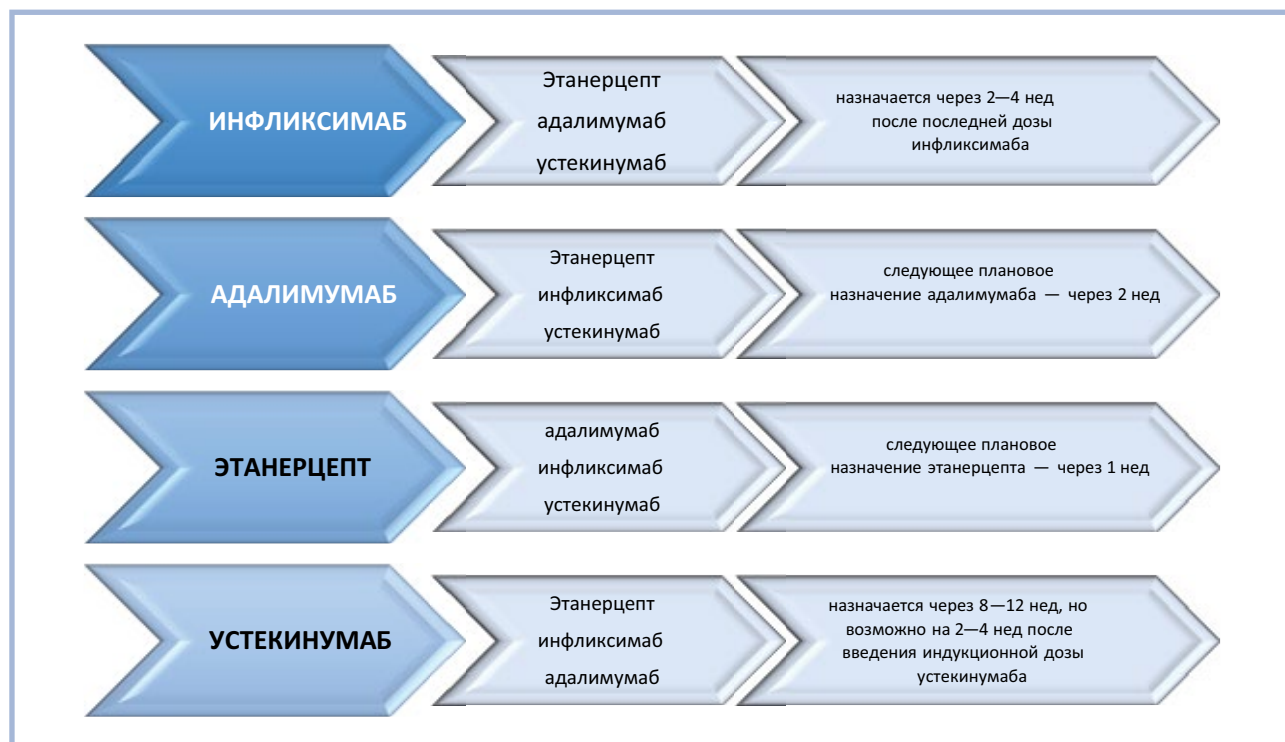 ИНФЛИКСИМАБ
Этанерцепт
адалимумаб
устекинумаб
назначается через 2—4 нед
после последней дозы
инфликсимаба
АДАЛИМУМАБ
Этанерцепт
инфликсимаб
устекинумаб
следующее плановое
назначение адалимумаба — через 2 нед
ЭТАНЕРЦЕПТ
адалимумаб
инфликсимаб
устекинумаб
следующее плановое
назначение этанерцепта — через 1 нед
УСТЕКИНУМАБ
Этанерцепт
инфликсимаб
адалимумаб
назначается через 8—12 нед, но
возможно на 2—4 нед после
введения индукционной дозы
устекинумаба